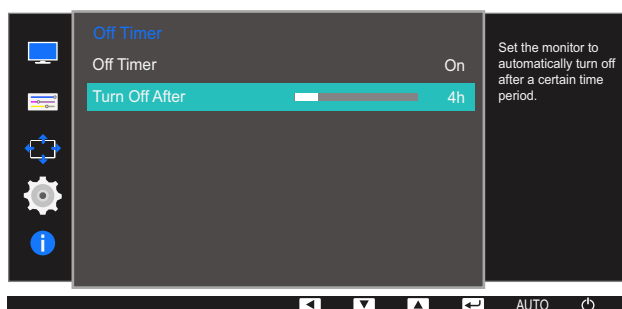 Off Timer
Off Timer On
Turn Off After 4h
Set the monitor to
automatically turn off
after a certain time
period.
AUTO